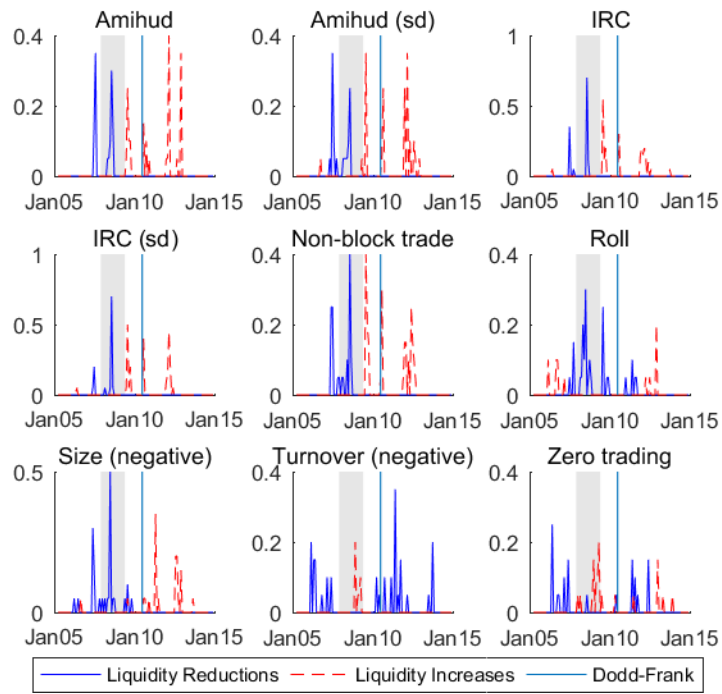 Amihud
Amihud (sd)
IRC
0.4
0.2
0
Jan05
Jan10
Jan15
0.4
0.2
0
Jan05
Jan10
Jan15
1
0.5
0
Jan05
Jan10
Jan15
IRC (sd)
Non-block trade
Roll
1
0.5
0
Jan05
Jan10
Jan15
0.4
0.2
0
Jan05
Jan10
Jan15
0.4
0.2
0
Jan05
Jan10
Jan15
Size (negative)
Turnover (negative)
Zero trading
0.5
0
Jan05
Jan10
Jan15
0.4
0.2
0
Jan05
Jan10
Jan15
0.4
0.2
0
Jan05
Jan10
Jan15
Liquidity Reductions
Liquidity Increases
Dodd-Frank